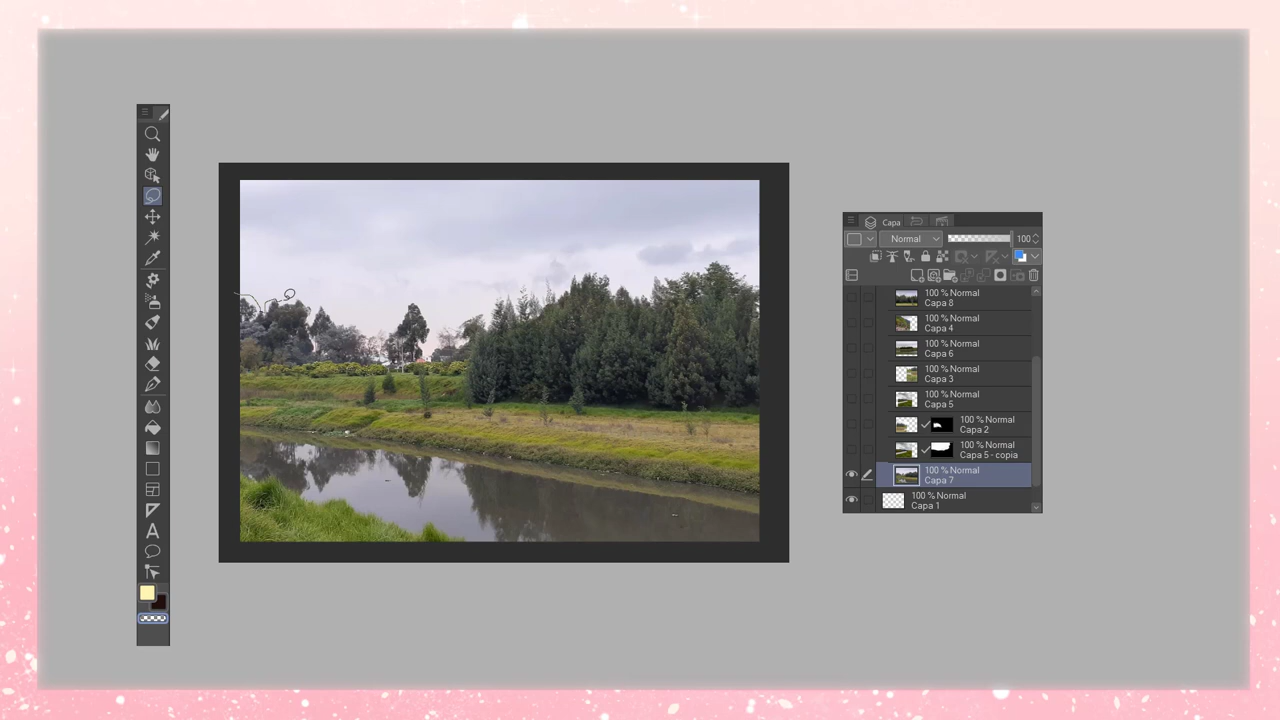 Capa
Normal
100
100 % Normal
Capa 8
100 % Normal
Capa 4
100 % Normal
Capa 6
100 % Normal
Capa 3
100 % Normal
Capa 5
100 % Normal
Capa 2
100 % Normal
Capa 5 - copia
100 % Normal
Capa 7
100 % Normal
Capa 1